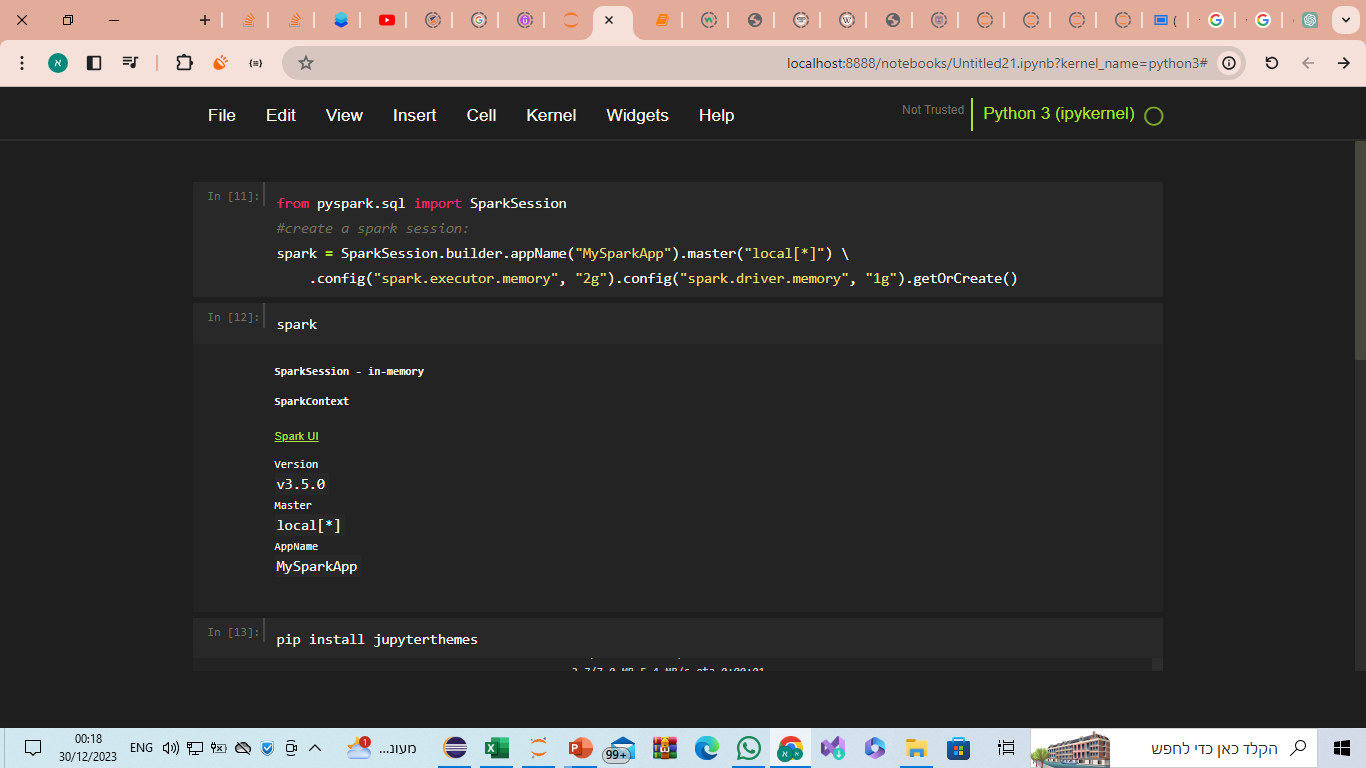 localhost:8888/notebooks/Untitled21.ipynb?kernel_name=python3#
File Edit View Insert Cell Kernel Widgets Help
Not Trusted
Python 3 (ipykernel)
In [11]:
from pyspark.sql import SparkSession
#create a spark session:
spark = SparkSession.builder.appName("MySparkApp").master("local[*]") \
.config("spark.executor.memory", "2g").config("spark.driver.memory", "1g").getOrCreate()
In [12]:
spark
SparkSession - in-memory
SparkContext
Spark UI
Version
v3.5.0
Master
local[*]
AppName
MySparkApp
In [13]:
pip install jupyterthemes
00:18
30/12/2023
ENG
99+
1
מעונ...
הקלד כאן כדי לחפש